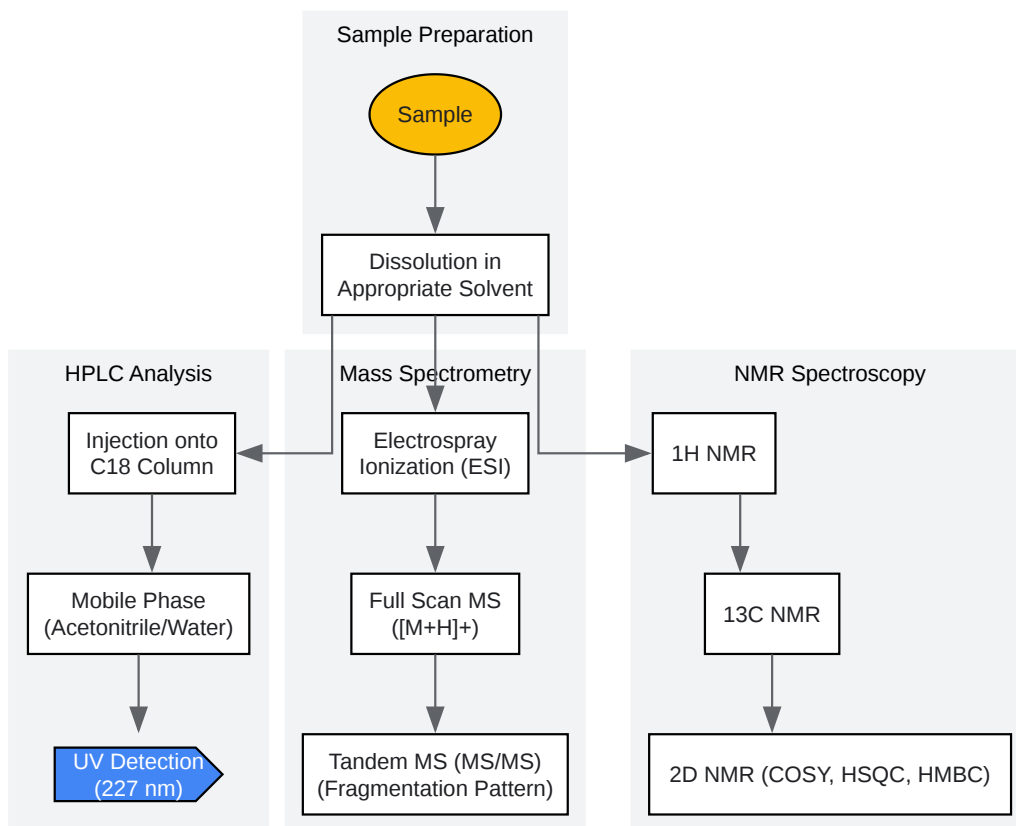 Sample Preparation
Sample
Dissolution in
Appropriate Solvent
HPLC Analysis
Injection onto
C18 Column
Mobile Phase
(Acetonitrile/Water)
UV Detection
(227 nm)
Mass Spectrometry
Electrospray
Ionization (ESI)
Full Scan MS
([M+H]+)
Tandem MS (MS/MS)
(Fragmentation Pattern)
NMR Spectroscopy
1H NMR
13C NMR
2D NMR (COSY, HSQC, HMBC)